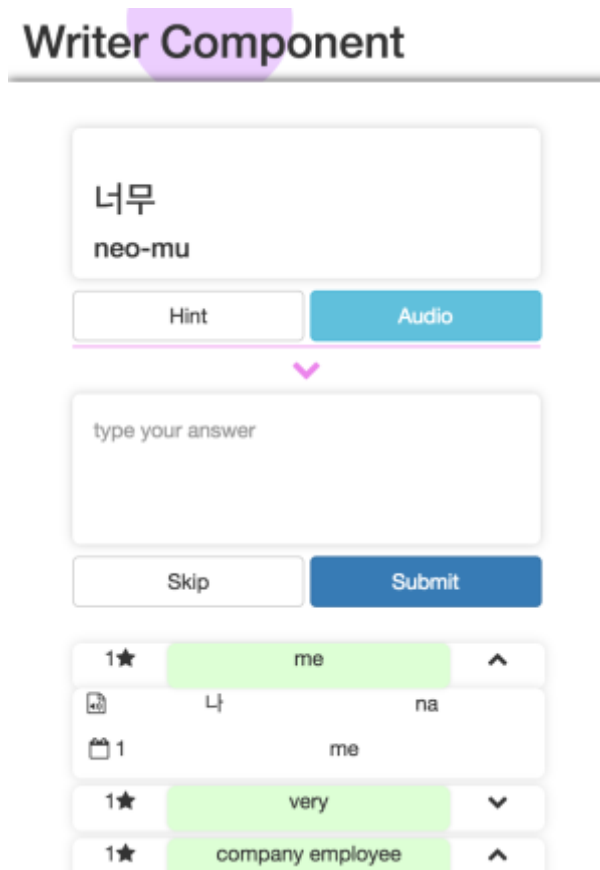 Writer Component
너무
neo-mu
Hint Audio
type your answer
Skip Submit
1★ me
나 na
1 me
1★ very
1★ company employee